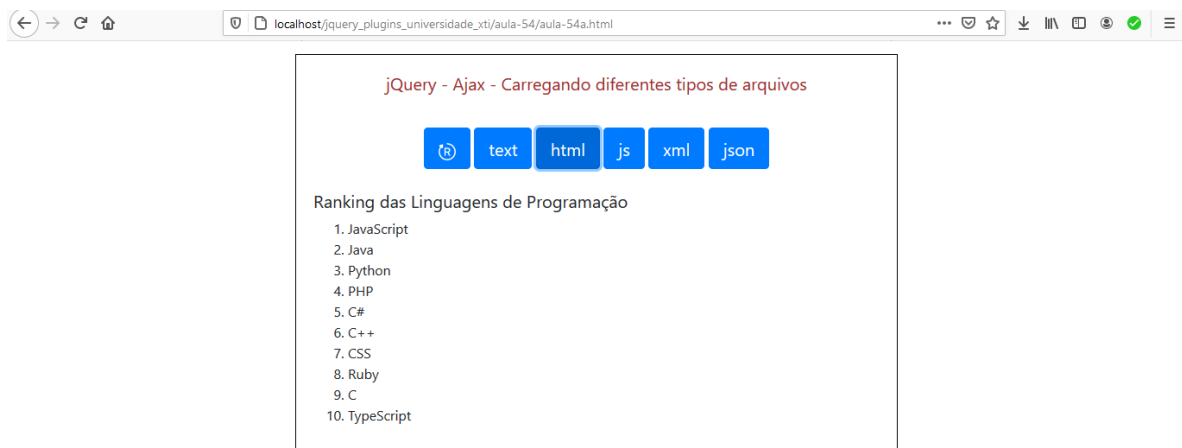 localhost/jquery_plugins_universidade_xti/aula-54/aula-54a.html
jQuery - Ajax - Carregando diferentes tipos de arquivos
R text html js xml json
Ranking das Linguagens de Programação
1. JavaScript
2. Java
3. Python
4. PHP
5. C#
6. C++
7. CSS
8. Ruby
9. C
10. TypeScript